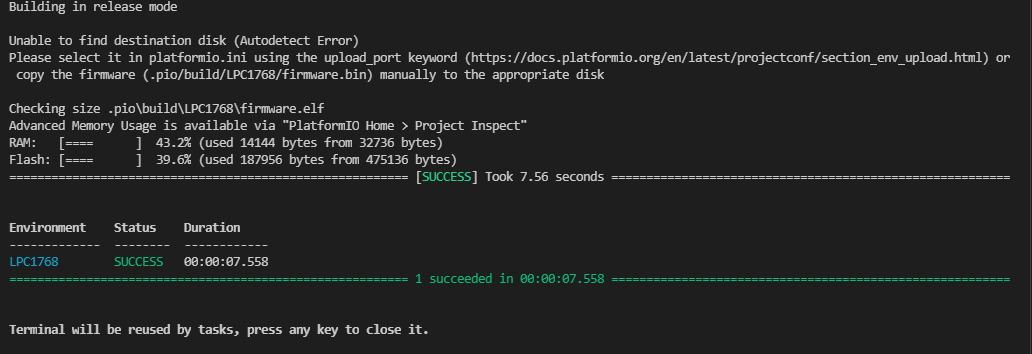 Building in release mode
Unable to find destination disk (Autodetect Error)
Please select it in platformio.ini using the upload_port keyword (https://docs.platformio.org/en/latest/projectconf/section_env_upload.html) or
 copy the firmware (.pio/build/LPC1768/firmware.bin) manually to the appropriate disk
Checking size .pio\build\LPC1768\firmware.elf
Advanced Memory Usage is available via "PlatformIO Home > Project Inspect"
RAM:   [====      ]  43.2% (used 14144 bytes from 32736 bytes)
Flash: [====      ]  39.6% (used 187956 bytes from 475136 bytes)
========================================================= [SUCCESS] Took 7.56 seconds =========================================================
Environment    Status    Duration
-------------  --------  ------------
LPC1768        SUCCESS   00:00:07.558
========================================================= 1 succeeded in 00:00:07.558 =========================================================
Terminal will be reused by tasks, press any key to close it.